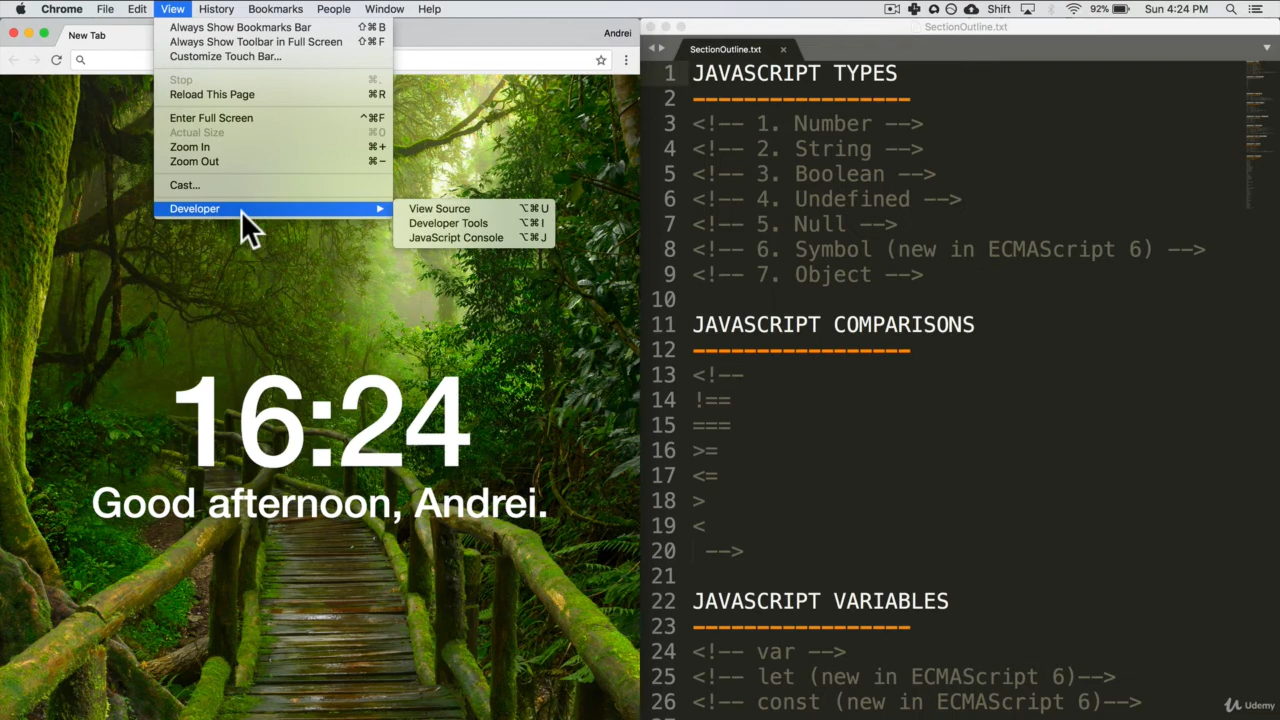 Chrome File Edit View History Bookmarks People Window Help Shift 92% Sun 4:24 PM
New Tab
Andrei
Always Show Bookmarks Bar ⇧⌘B
Always Show Toolbar in Full Screen ⇧⌘F
Customize Touch Bar...
Stop ⌘.
Reload This Page ⌘R
Enter Full Screen ^⌘F
Actual Size ⌘0
Zoom In ⌘+
Zoom Out ⌘−
Cast...
Developer ▶
View Source ⌥⌘U
Developer Tools ⌥⌘I
JavaScript Console ⌥⌘J
16:24
Good afternoon, Andrei.
SectionOutline.txt
SectionOutline.txt ×
1 JAVASCRIPT TYPES
2 -----------------
3 <!-- 1. Number -->
4 <!-- 2. String -->
5 <!-- 3. Boolean -->
6 <!-- 4. Undefined -->
7 <!-- 5. Null -->
8 <!-- 6. Symbol (new in ECMAScript 6) -->
9 <!-- 7. Object -->
10
11 JAVASCRIPT COMPARISONS
12 -----------------
13 <!--
14 !==
15 ===
16 >=
17 <=
18 >
19 <
20 -->
21
22 JAVASCRIPT VARIABLES
23 -----------------
24 <!-- var -->
25 <!-- let (new in ECMAScript 6)-->
26 <!-- const (new in ECMAScript 6)-->
Udemy